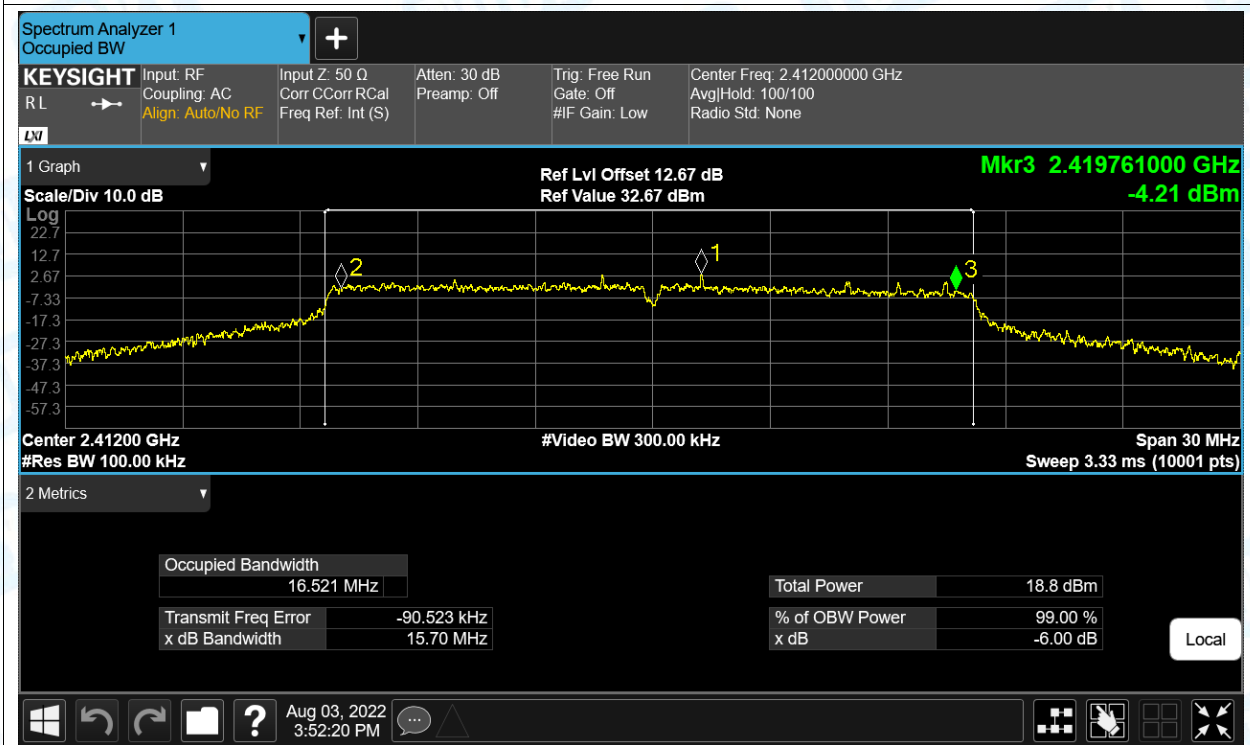 Spectrum Analyzer 1
Occupied BW
KEYSIGHT
R L
LXI
Input: RF
Coupling: AC
Align: Auto/No RF
Input Z: 50 Ω
Corr CCorr RCal
Freq Ref: Int (S)
Atten: 30 dB
Preamp: Off
Trig: Free Run
Gate: Off
#IF Gain: Low
Center Freq: 2.412000000 GHz
Avg|Hold: 100/100
Radio Std: None
1 Graph
Scale/Div 10.0 dB
Ref Lvl Offset 12.67 dB
Ref Value 32.67 dBm
Mkr3 2.419761000 GHz
-4.21 dBm
Log
22.7
12.7
2.67
-7.33
-17.3
-27.3
-37.3
-47.3
-57.3
2
1
3
Center 2.41200 GHz
#Video BW 300.00 kHz
Span 30 MHz
#Res BW 100.00 kHz
Sweep 3.33 ms (10001 pts)
2 Metrics
Occupied Bandwidth
16.521 MHz
Transmit Freq Error -90.523 kHz
x dB Bandwidth 15.70 MHz
Total Power 18.8 dBm
% of OBW Power 99.00 %
x dB -6.00 dB
Local
?
Aug 03, 2022
3:52:20 PM